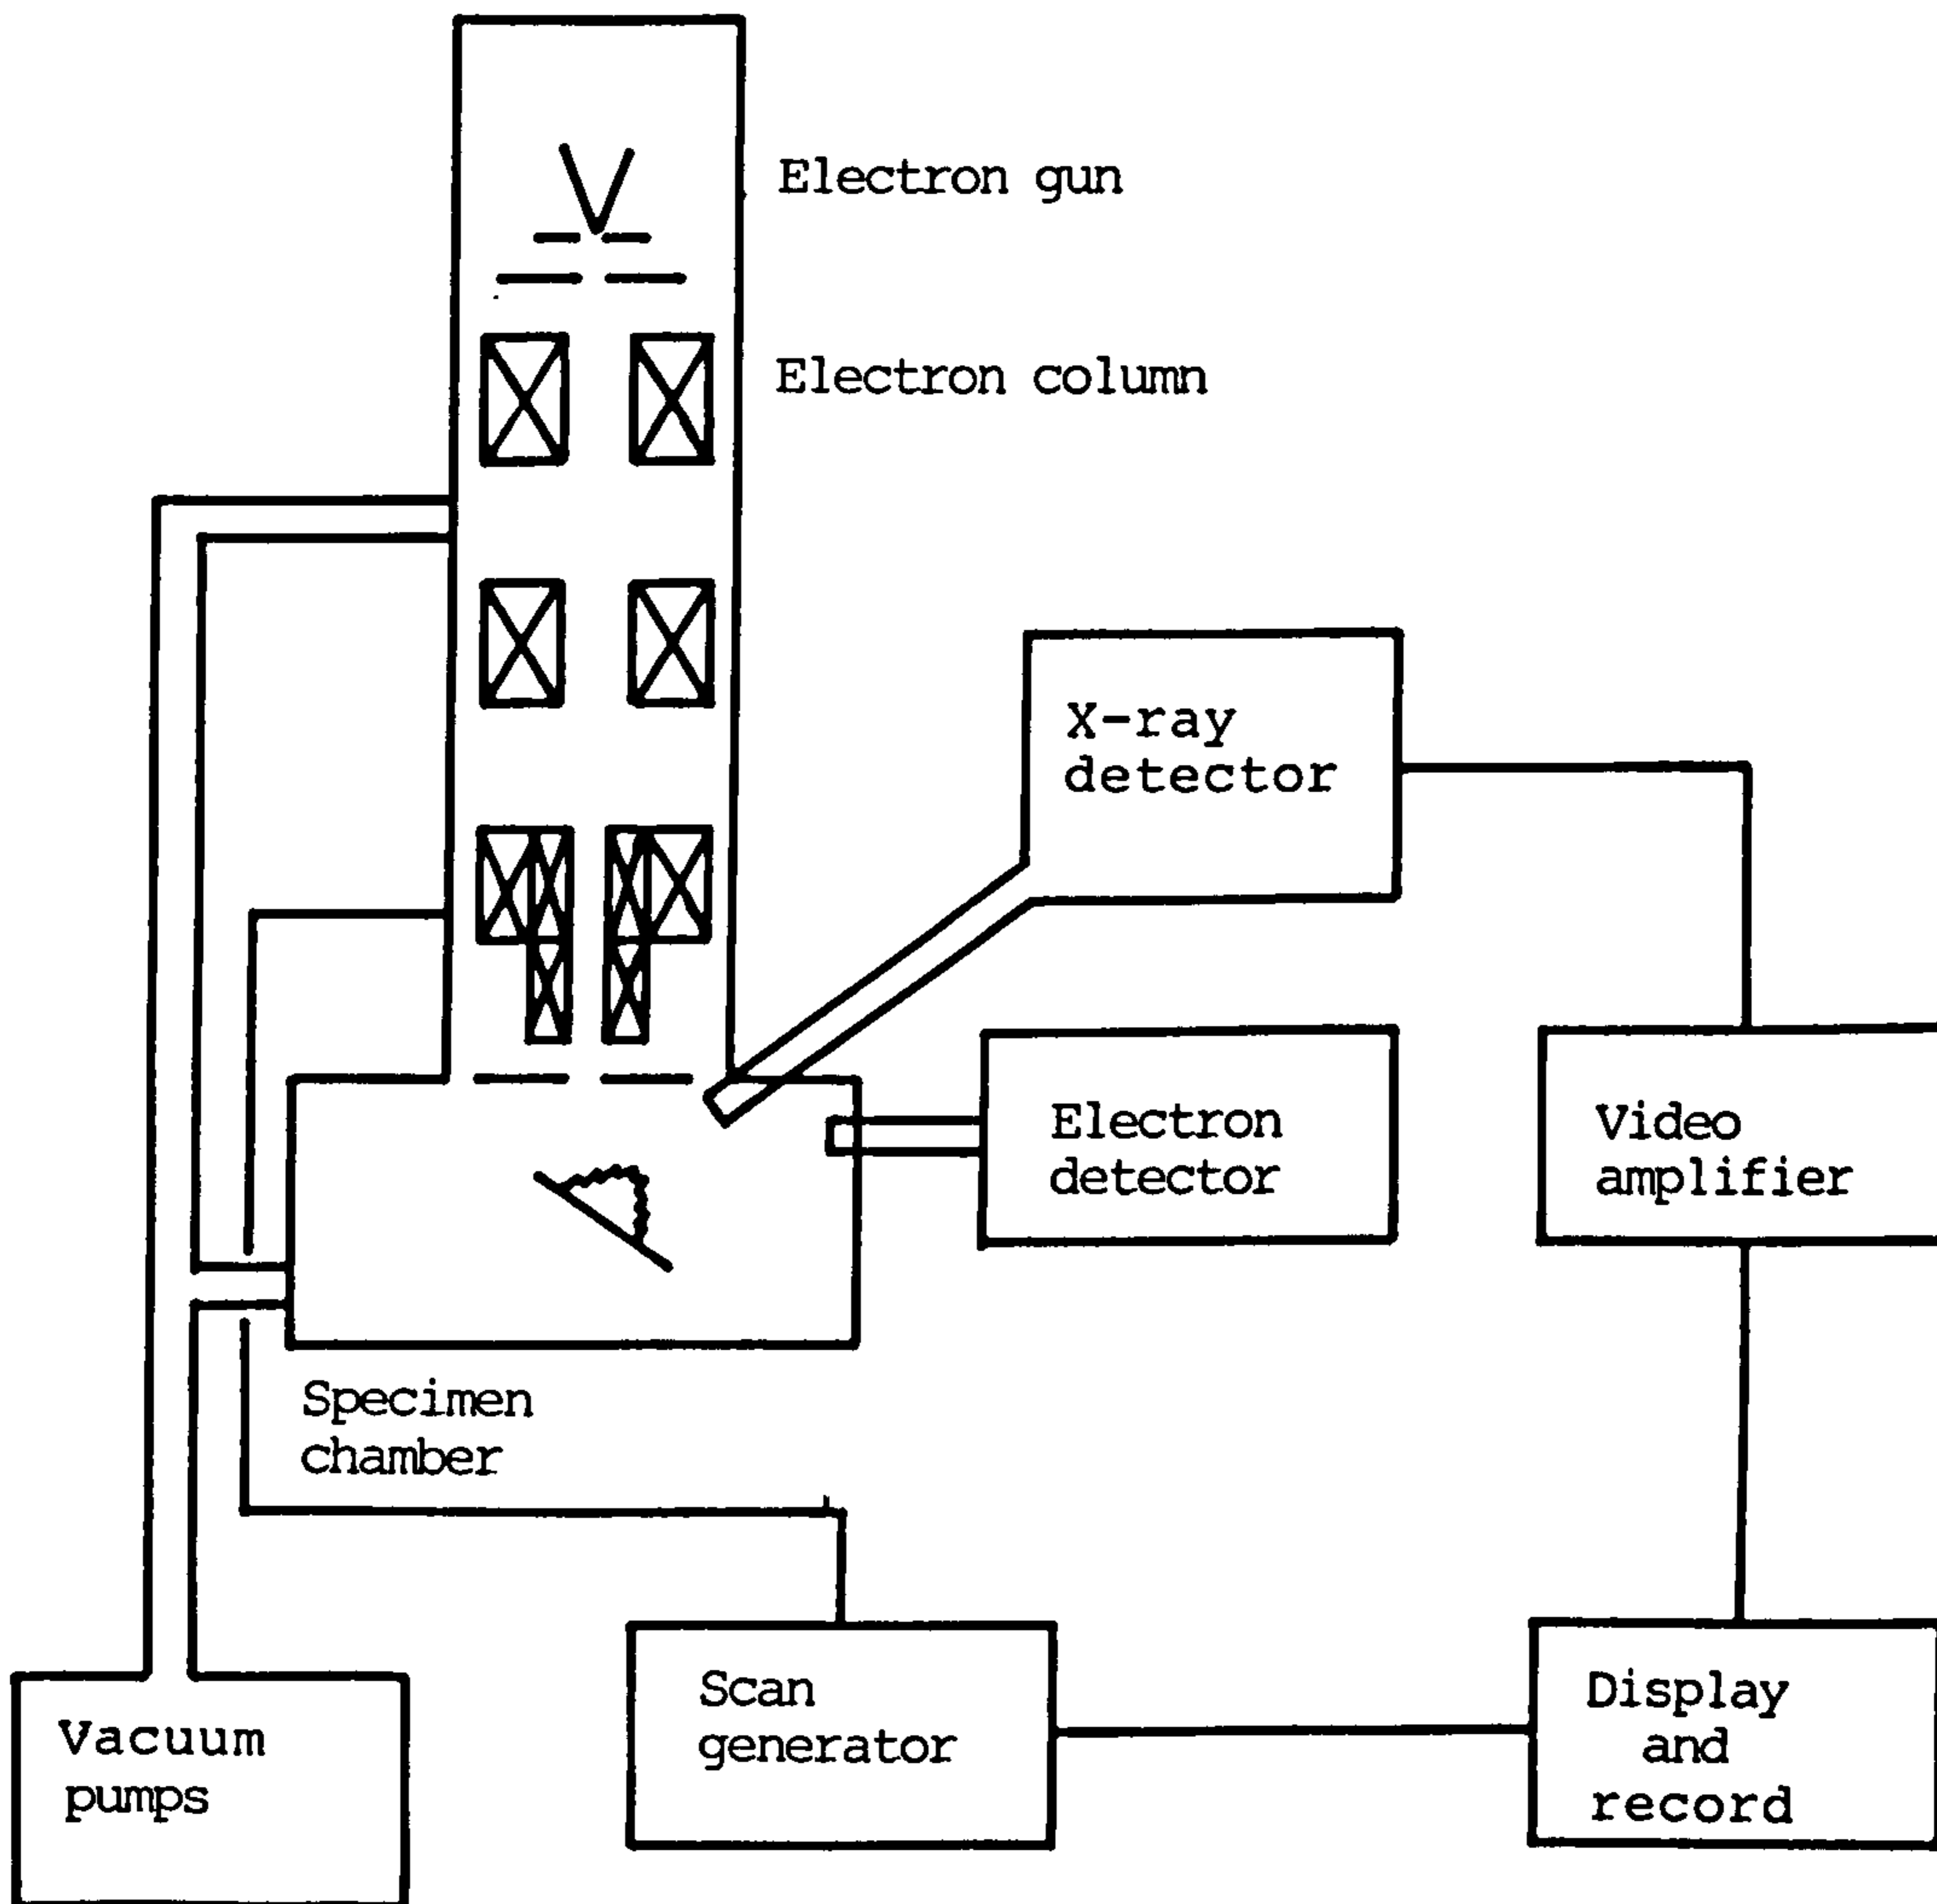 Electron gun
Electron column
X-ray
detector
Electron
detector
Video
amplifier
Specimen
chamber
Scan
generator
Display
and
record
Vacuum
pumps